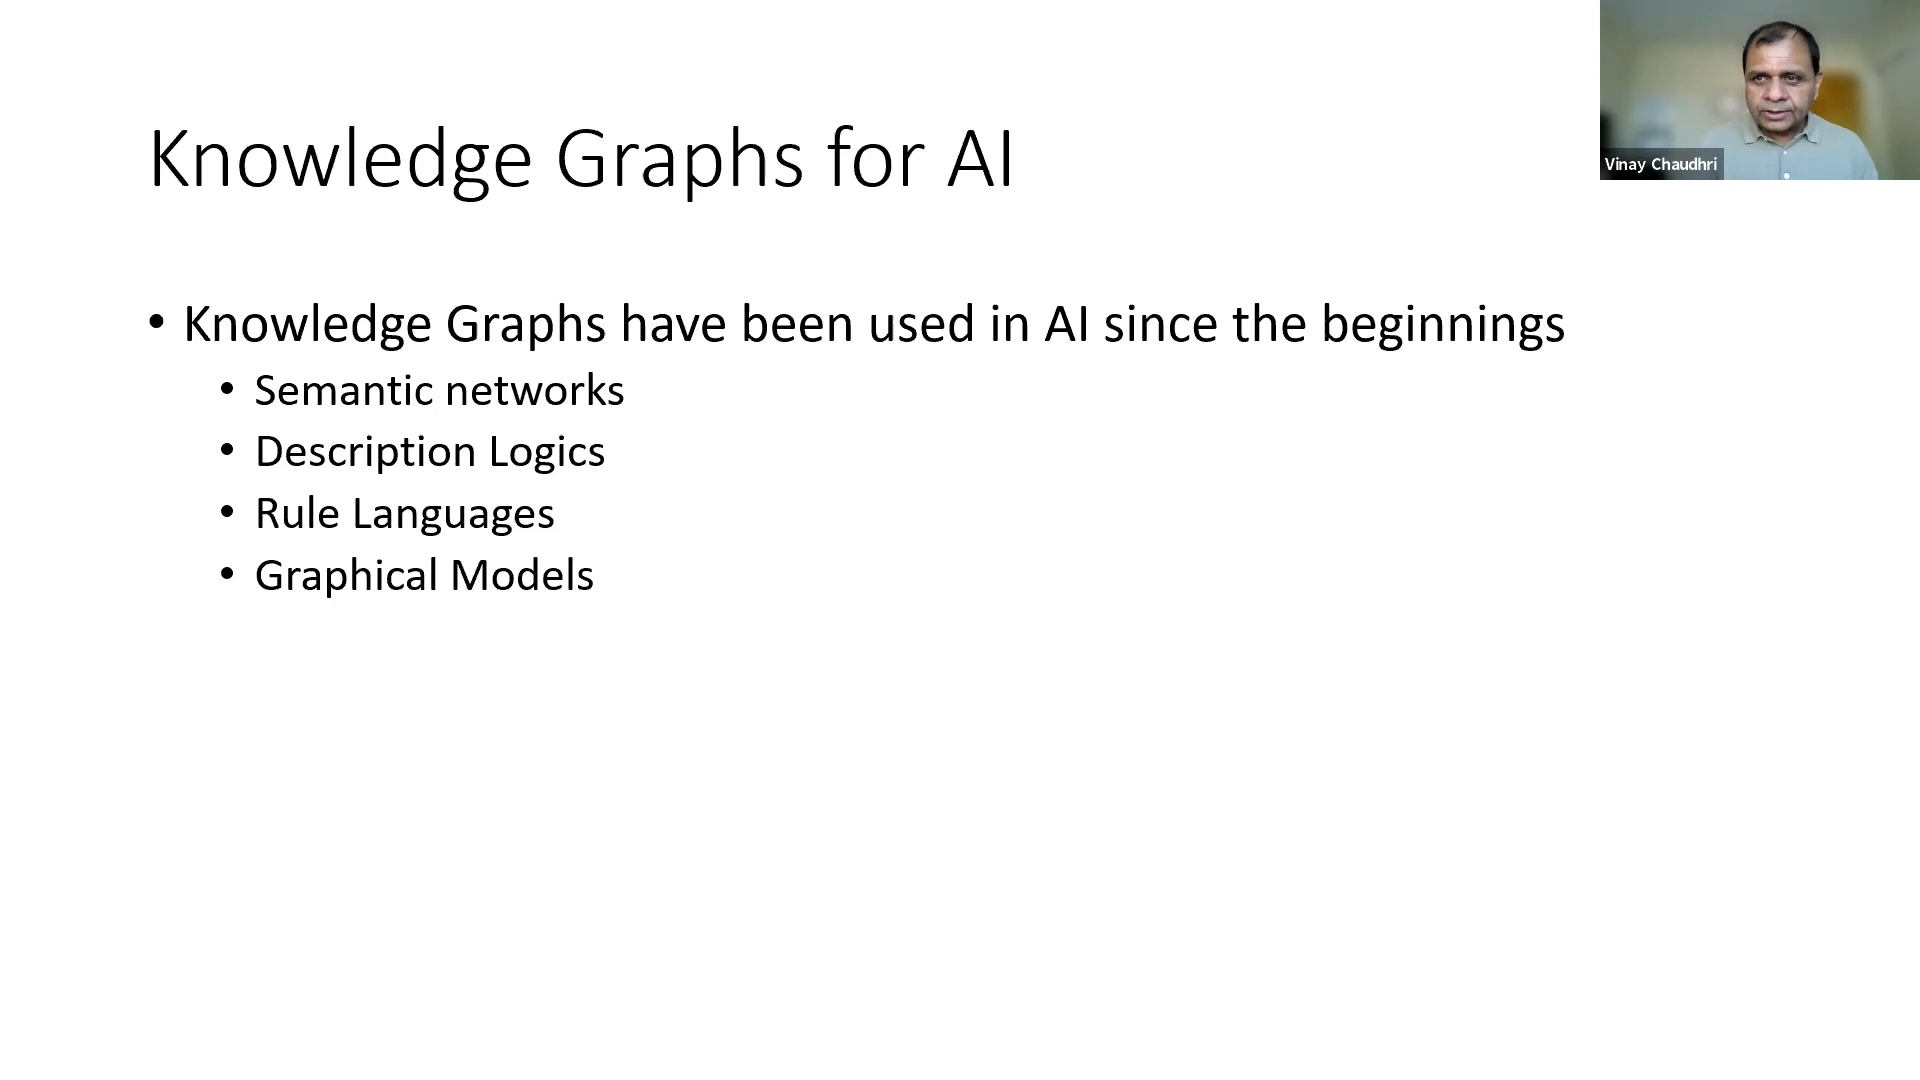 Knowledge Graphs for AI
Vinay Chaudhri
• Knowledge Graphs have been used in AI since the beginnings
• Semantic networks
• Description Logics
• Rule Languages
• Graphical Models